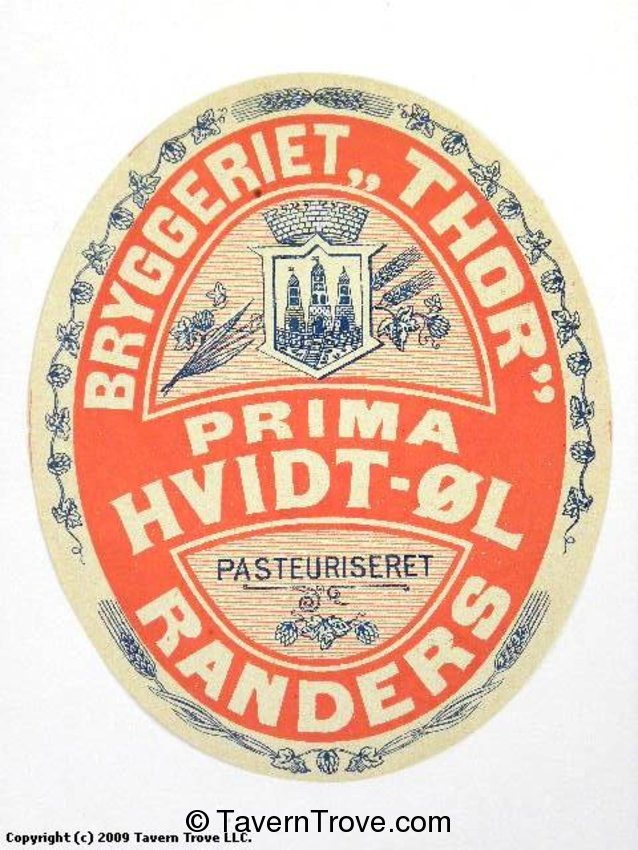 BRYGGERIET „THOR”
PRIMA
HVIDT-ØL
PASTEURISERET
RANDERS
© TavernTrove.com
Copyright (c) 2009 Tavern Trove LLC.